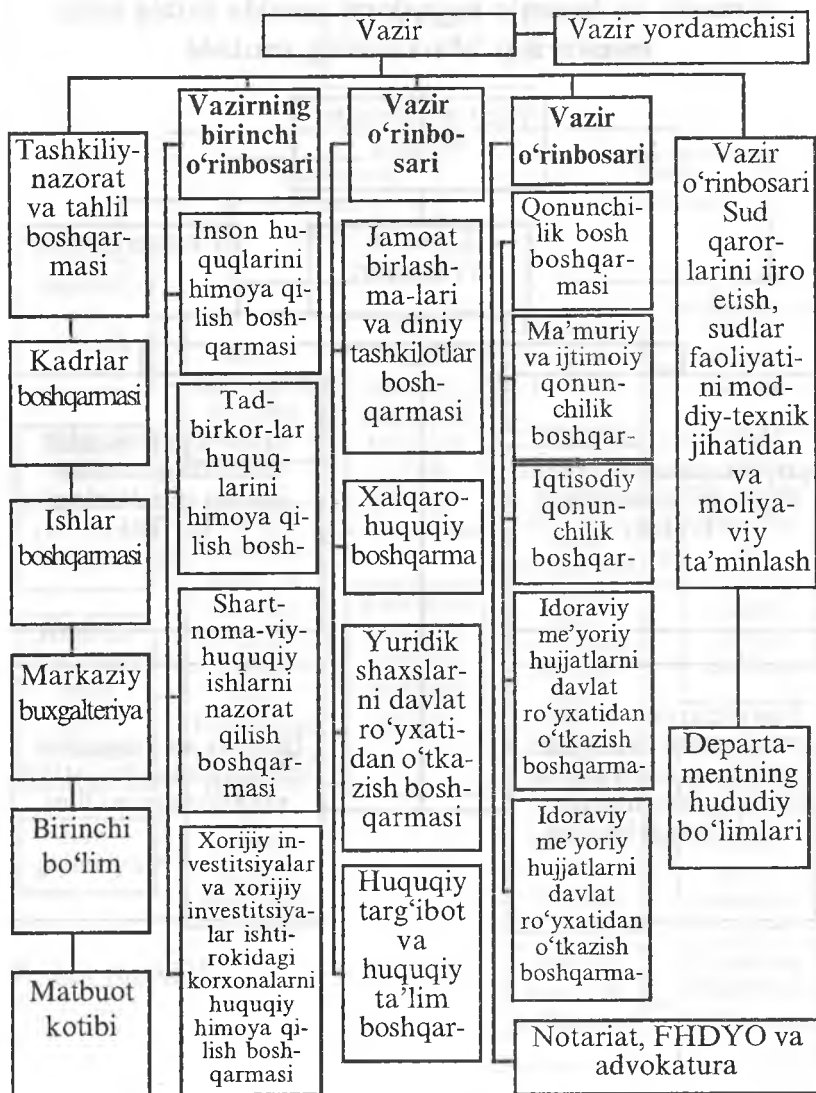 Vazir
Vazir yordamchisi
Tashkiliy-
nazorat
va tahlil
boshqar-
masi
Kadrlar
boshqarmasi
Ishlar
boshqarmasi
Markaziy
buxgalteriya
Birinchi
bo‘lim
Matbuot
kotibi
Vazirning
birinchi
o‘rinbosari
Inson hu-
quqlarini
himoya qi-
lish bosh-
qarmasi
Tad-
birkor-lar
huquq-
larini
himoya qi-
lish bosh-
Shart-
noma-viy-
huquqiy
ishlarni
nazorat
qilish
boshqar-
masi
Xorijiy in-
vestitsiyalar
va xorijiy
investitsiya-
lar ishti-
rokidagi
korxonalarni
huquqiy
himoya qi-
lish bosh-
qarmasi
Vazir
o‘rinbo-
sari
Jamoat
birlash-
ma-lari
va diniy
tashkilotlar
bosh-
qarmasi
Xalqaro-
huquqiy
boshqarma
Yuridik
shaxslar-
ni davlat
ro‘yxati-
dan o‘tka-
zish bosh-
qarmasi
Huquqiy
targ‘ibot
va
huquqiy
ta’lim
boshqar-
Vazir
o‘rinbosari
Qonunchi-
lik bosh
boshqar-
masi
Ma’muriy
va ijtimoiy
qonun-
chilik
boshqar-
Iqtisodiy
qonun-
chilik
boshqar-
Idoraviy
me’yoriy
hujjatlarni
davlat
ro‘yxatidan
o‘tkazish
boshqarma-
Idoraviy
me’yoriy
hujjatlarni
davlat
ro‘yxatidan
o‘tkazish
boshqarma-
Notariat, FHDYO va
advokatura
Vazir
o‘rinbosari
Sud
qaror-
larini ijro
etish,
sudlar
faoliyati-
ni mod-
diy-texnik
jihatidan
va
moliya-
viy
ta’minlash
Departa-
mentning
hududiy
bo‘limlari